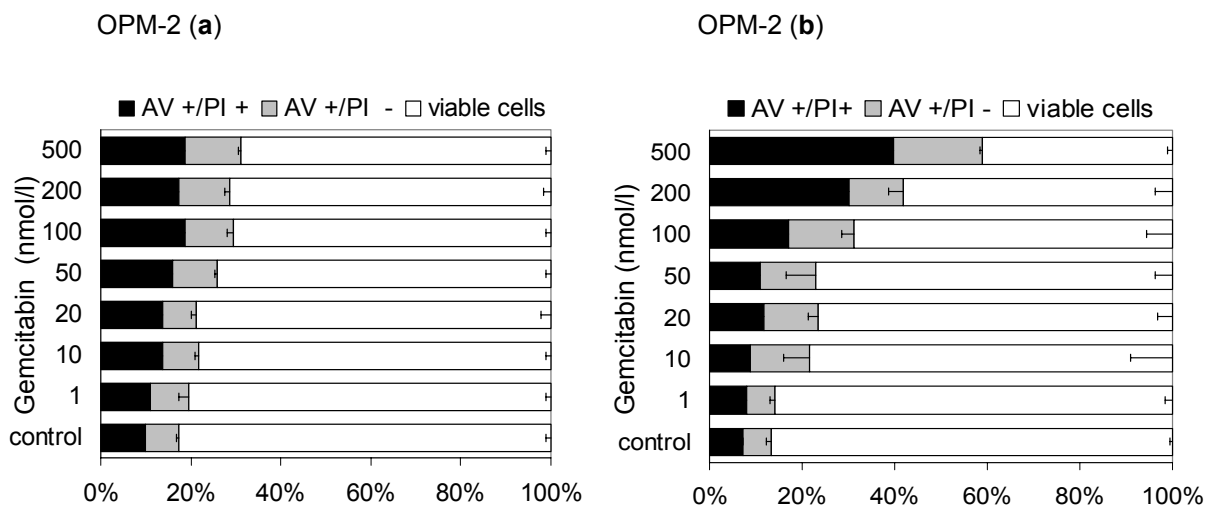 OPM-2 (a)
AV +/PI + AV +/PI - viable cells
Gemcitabin (nmol/l)
500
200
100
50
20
10
1
control
0% 20% 40% 60% 80% 100%
OPM-2 (b)
AV +/PI+ AV +/PI - viable cells
Gemcitabin (nmol/l)
500
200
100
50
20
10
1
control
0% 20% 40% 60% 80% 100%